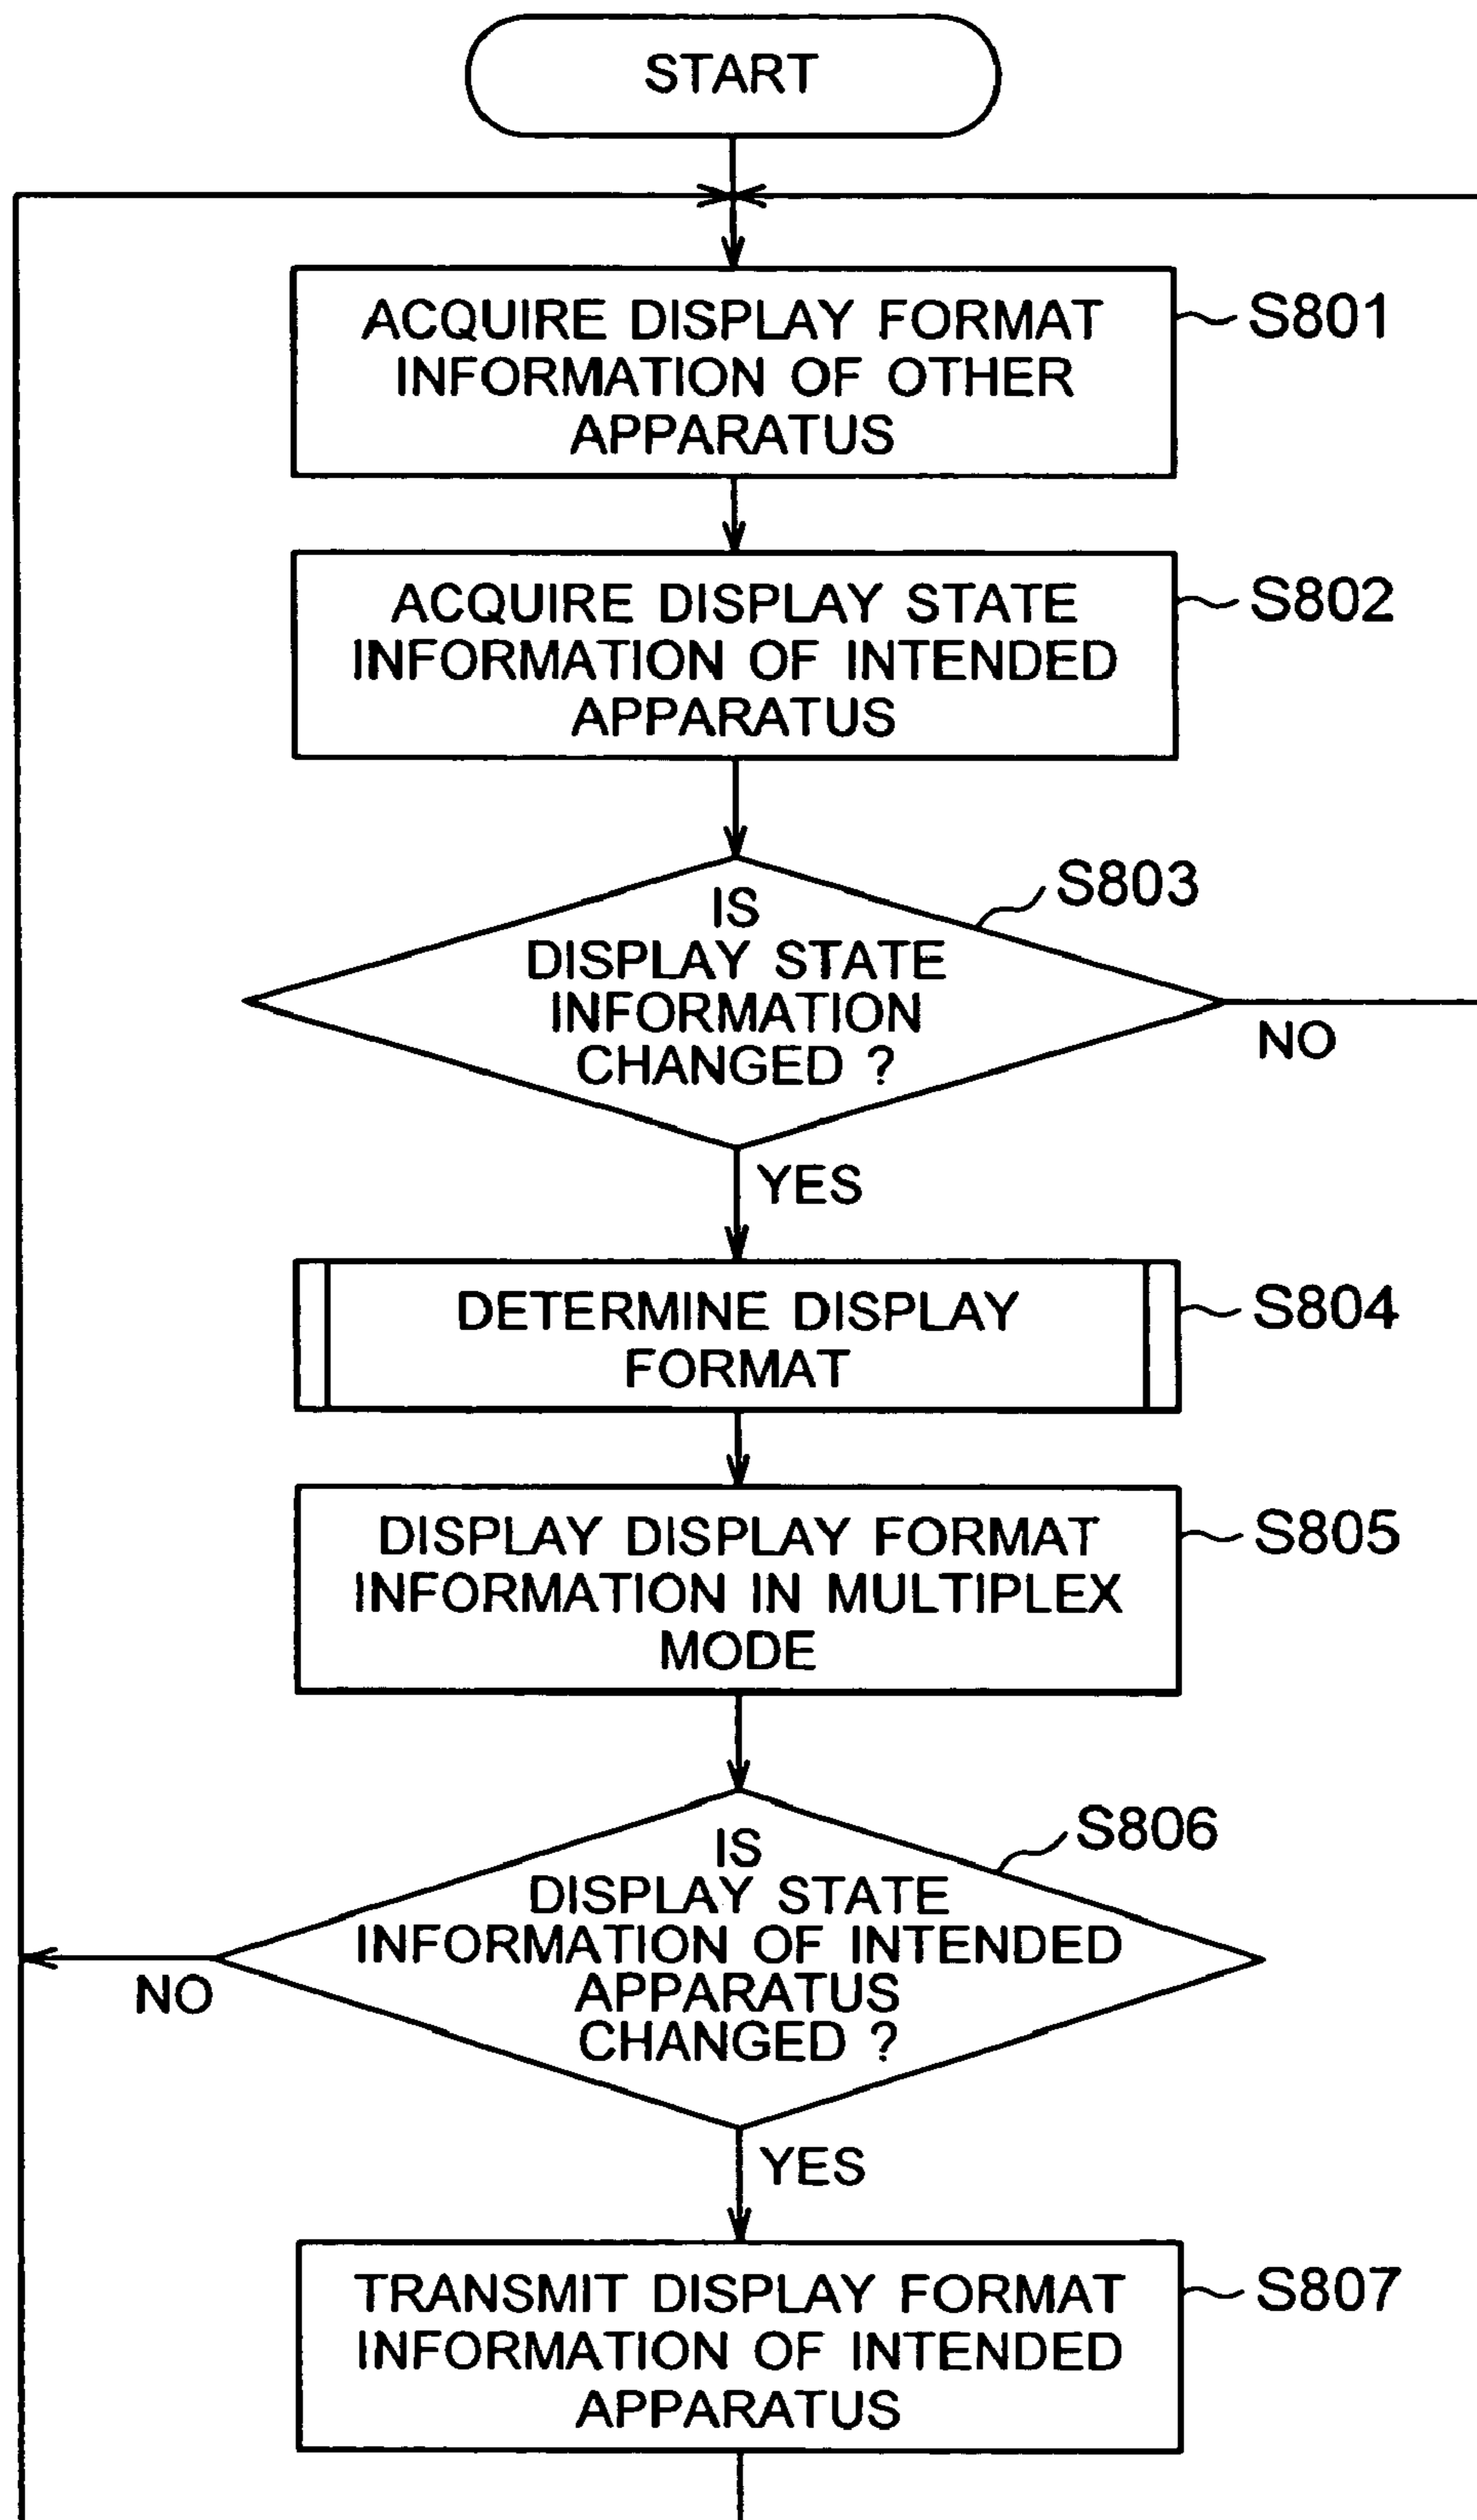 START
ACQUIRE DISPLAY FORMAT
INFORMATION OF OTHER
APPARATUS
S801
ACQUIRE DISPLAY STATE
INFORMATION OF INTENDED
APPARATUS
S802
IS
DISPLAY STATE
INFORMATION
CHANGED ?
S803
NO
YES
DETERMINE DISPLAY
FORMAT
S804
DISPLAY DISPLAY FORMAT
INFORMATION IN MULTIPLEX
MODE
S805
IS
DISPLAY STATE
INFORMATION OF INTENDED
APPARATUS
CHANGED ?
S806
NO
YES
TRANSMIT DISPLAY FORMAT
INFORMATION OF INTENDED
APPARATUS
S807